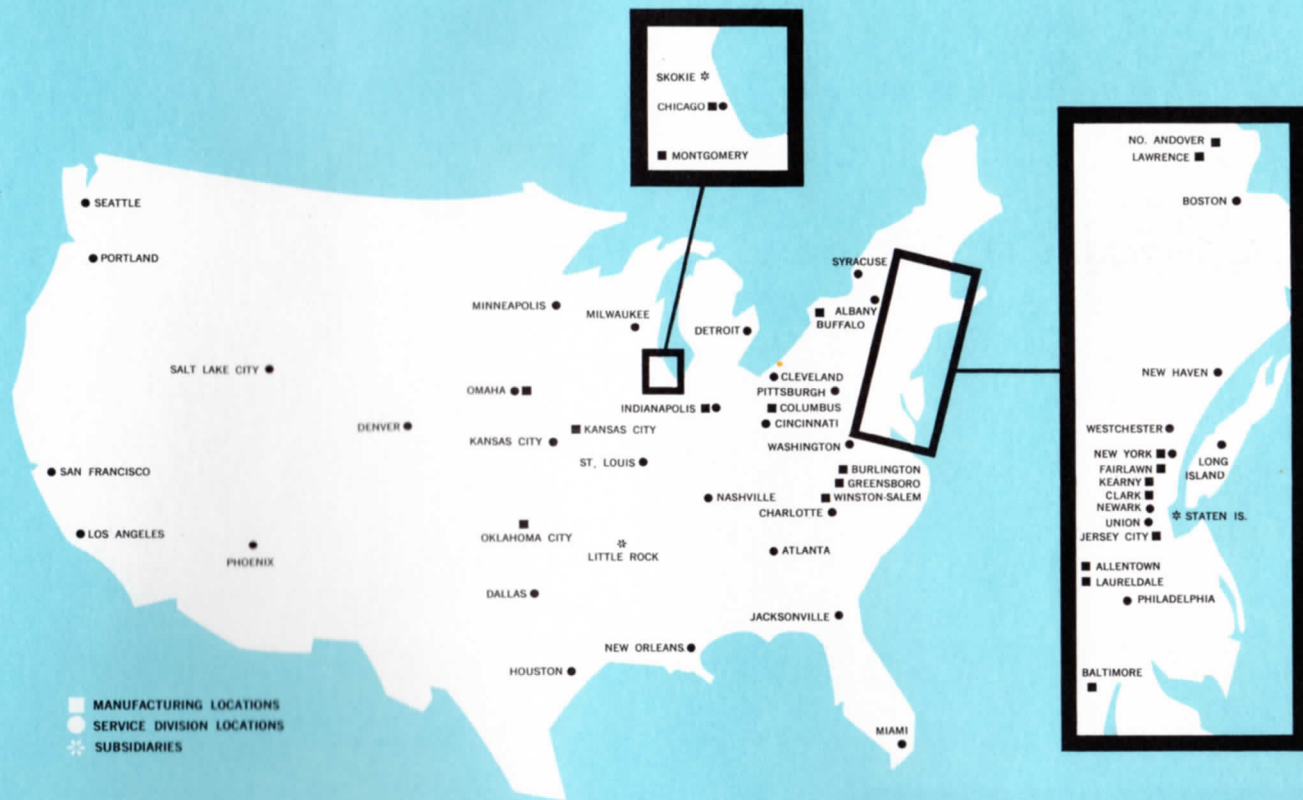 SKOKIE
CHICAGO
MONTGOMERY
NO. ANDOVER
LAWRENCE
BOSTON
SEATTLE
PORTLAND
SYRACUSE
MINNEAPOLIS
MILWAUKEE
ALBANY
BUFFALO
DETROIT
SALT LAKE CITY
NEW HAVEN
CLEVELAND
OMAHA
PITTSBURGH
INDIANAPOLIS
COLUMBUS
CINCINNATI
DENVER
KANSAS CITY
KANSAS CITY
WASHINGTON
WESTCHESTER
NEW YORK
LONG
ISLAND
FAIRLAWN
KEARNY
CLARK
NEWARK
STATEN IS.
UNION
JERSEY CITY
ST. LOUIS
SAN FRANCISCO
BURLINGTON
GREENSBORO
NASHVILLE
WINSTON-SALEM
CHARLOTTE
LOS ANGELES
OKLAHOMA CITY
PHOENIX
LITTLE ROCK
ATLANTA
ALLENTOWN
LAURELDALE
PHILADELPHIA
DALLAS
JACKSONVILLE
NEW ORLEANS
HOUSTON
BALTIMORE
MIAMI
MANUFACTURING LOCATIONS
SERVICE DIVISION LOCATIONS
SUBSIDIARIES